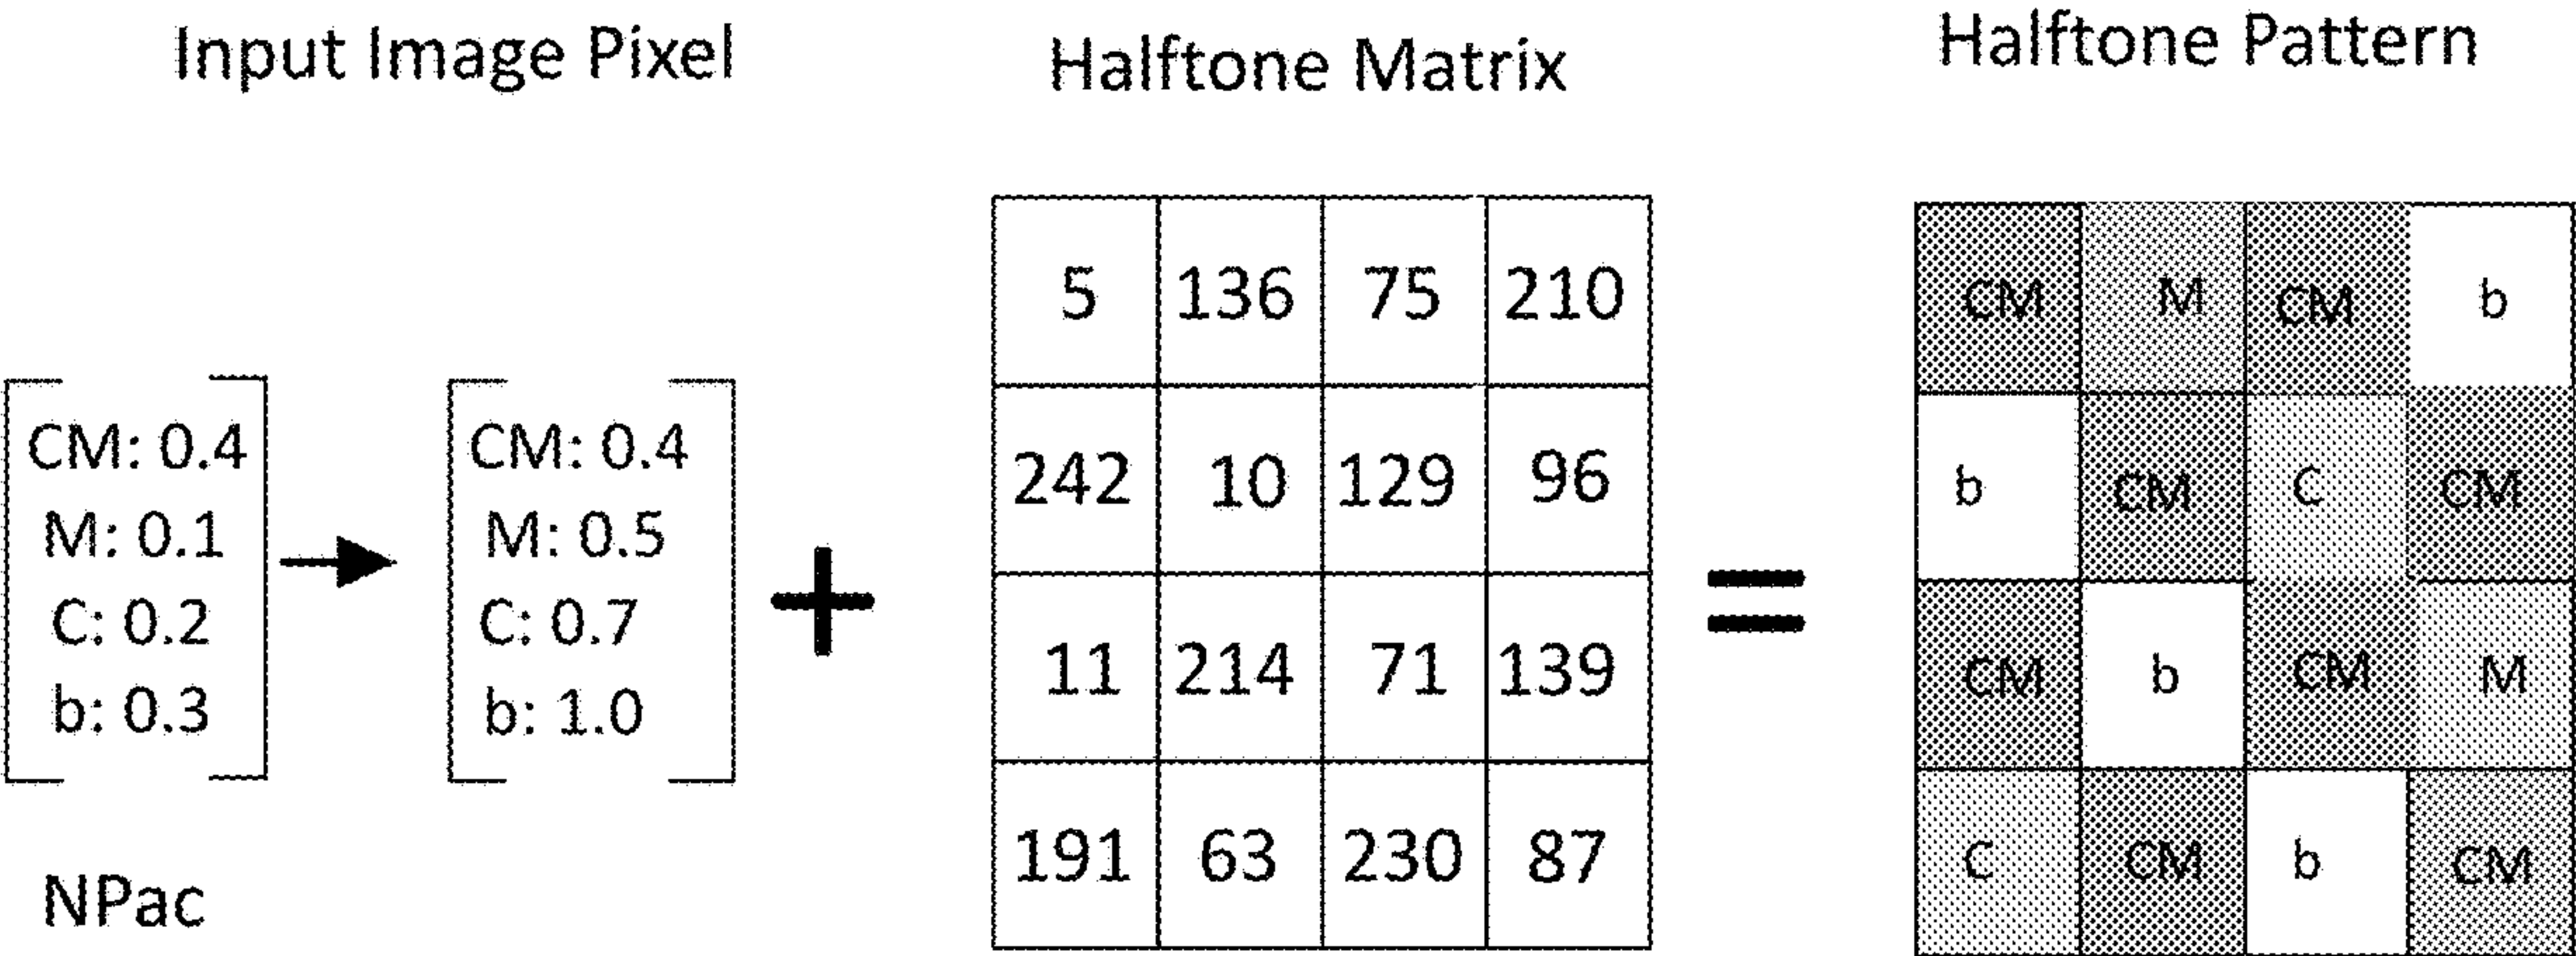 Input Image Pixel
Halftone Matrix
Halftone Pattern
CM: 0.4
M: 0.1
C: 0.2
b: 0.3
CM: 0.4
M: 0.5
C: 0.7
b: 1.0
+
5 136 75 210
242 10 129 96
11 214 71 139
191 63 230 87
=
CM M CM b
b CM C CM
CM b CM M
C CM b CM
NPac